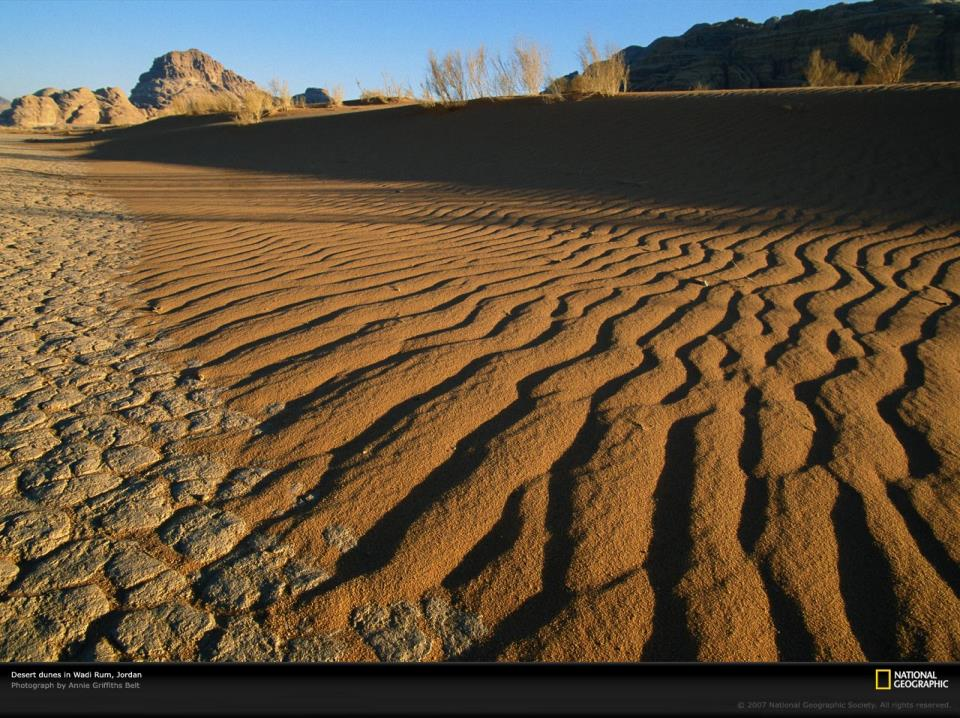 Desert dunes in Wadi Rum, Jordan
Photograph by Annie Griffiths Belt
NATIONAL
GEOGRAPHIC
© 2007 National Geographic Society. All rights reserved.